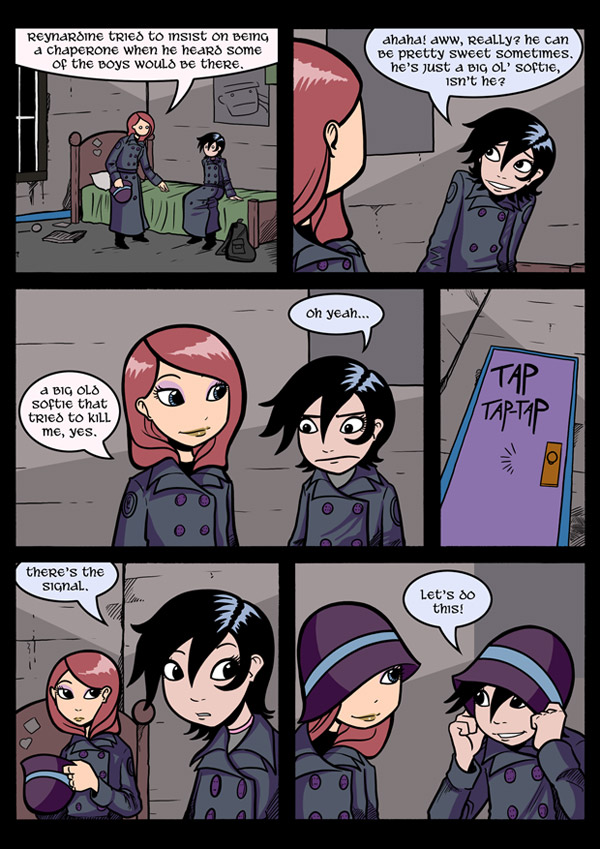 Reynardine tried to insist on being
a chaperone when he heard some
of the boys would be there.
ahaha! aww, really? he can
be pretty sweet sometimes.
he's just a big ol' softie,
isn't he?
a big old
softie that
tried to kill
me, yes.
oh yeah...
TAP
TAP-TAP
there's the
signal.
Let's do
this!